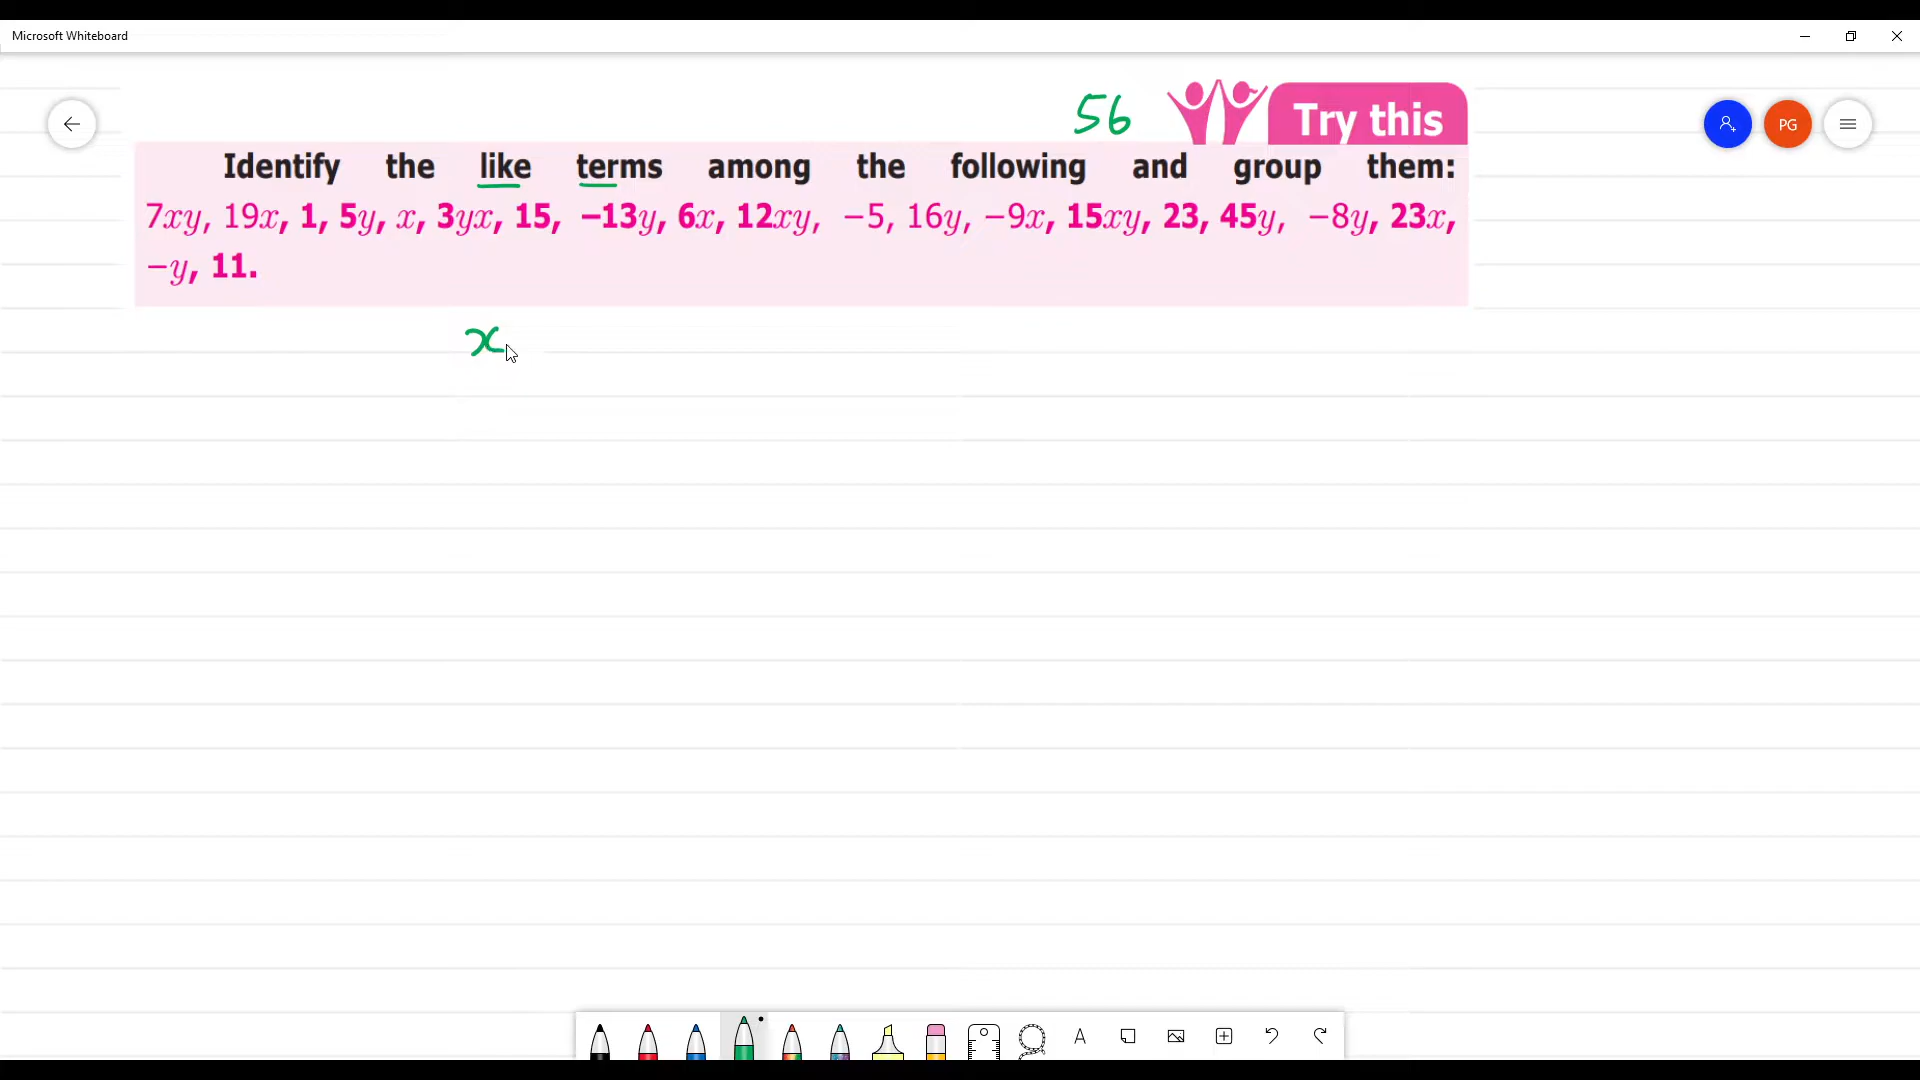 Microsoft Whiteboard
56 Try this
PG
Identify the like terms among the following and group them:
7xy, 19x, 1, 5y, x, 3yx, 15, −13y, 6x, 12xy, −5, 16y, −9x, 15xy, 23, 45y, −8y, 23x,
−y, 11.
x
A